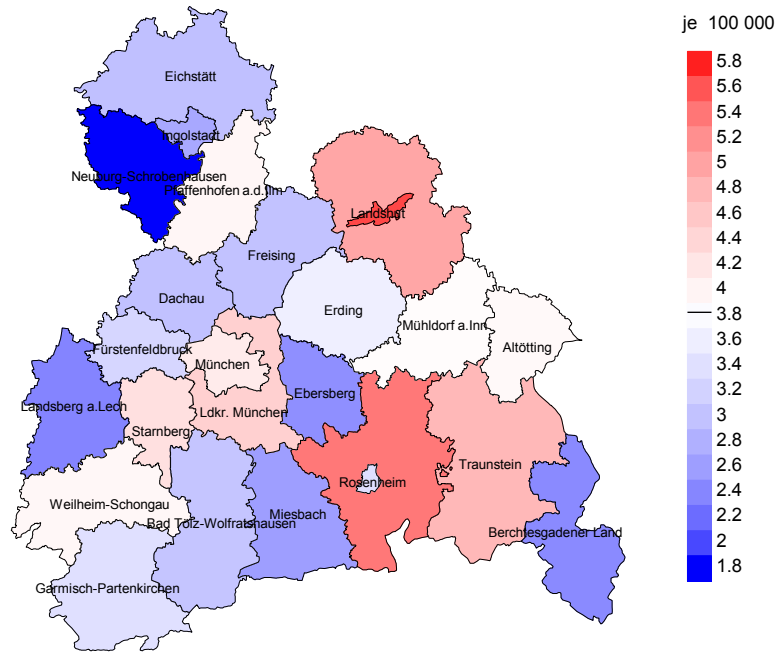 je 100 000
5.8
5.6
5.4
5.2
5
4.8
4.6
4.4
4.2
4
3.8
3.6
3.4
3.2
3
2.8
2.6
2.4
2.2
2
1.8
Eichstätt
Ingolstadt
Neuburg-Schrobenhausen
Pfaffenhofen a.d.Ilm
Landshut
Freising
Dachau
Erding
Mühldorf a.Inn
Altötting
Fürstenfeldbruck
München
Ebersberg
Landsberg a.Lech
Ldkr. München
Starnberg
Traunstein
Rosenheim
Weilheim-Schongau
Miesbach
Bad Tölz-Wolfratshausen
Berchtesgadener Land
Garmisch-Partenkirchen